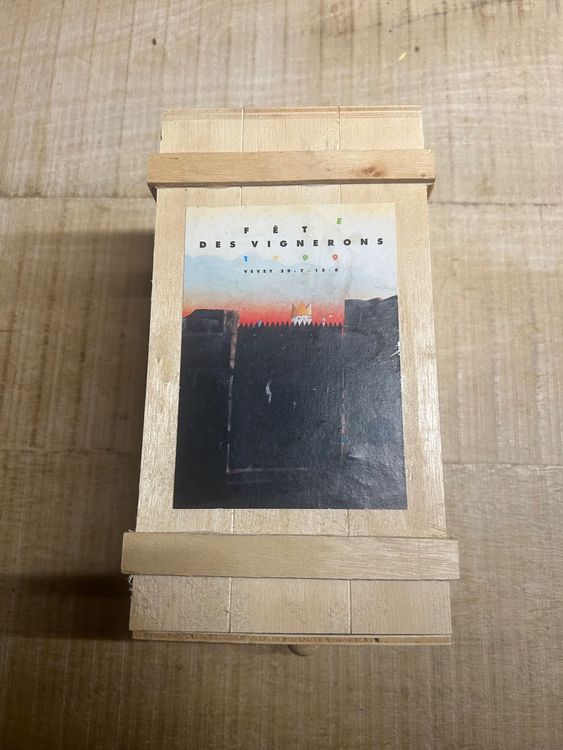 FÊTE
DES VIGNERONS
1999
VEVEY 29.7-15.8